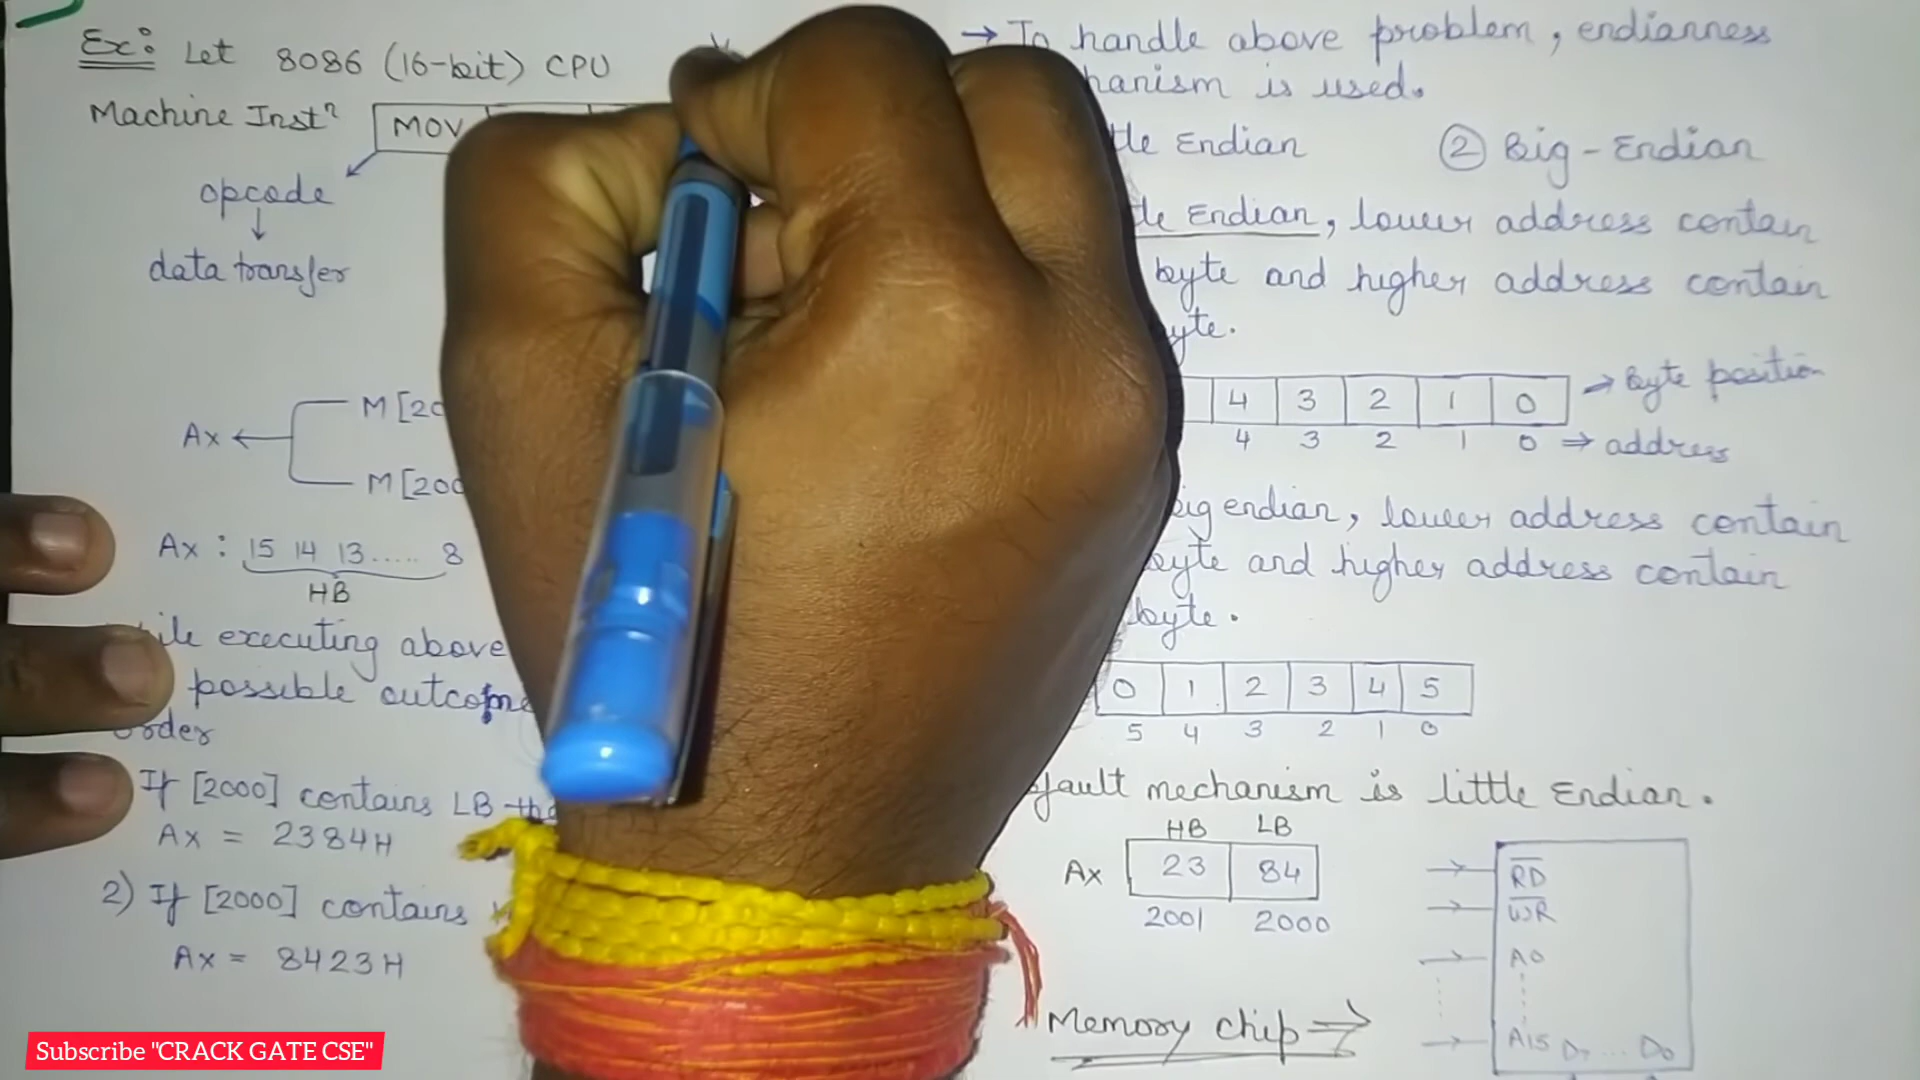 Ex: Let 8086 (16-bit) CPU
Machine Instⁿ MOV
opcode
data transfer
M[20
Ax
M[200
Ax : 15 14 13..... 8
HB
executing above
possible outcome
order
If [2000] contains LB
Ax = 2384H
2) If [2000] contains
Ax = 8423H
→ To handle above problem, endianness
is used.
Endian ② Big-Endian
Endian, lower address contain
byte and higher address contain
4 3 2 1 0 → Byte position
4 3 2 1 0 ⇒ address
endian, lower address contain
byte and higher address contain
byte.
0 1 2 3 4 5
5 4 3 2 1 0
mechanism is little Endian.
HB LB
Ax 23 84
2001 2000
RD
WR
A0
Memory chip ⇒
A15 D7 ... D0
Subscribe "CRACK GATE CSE"